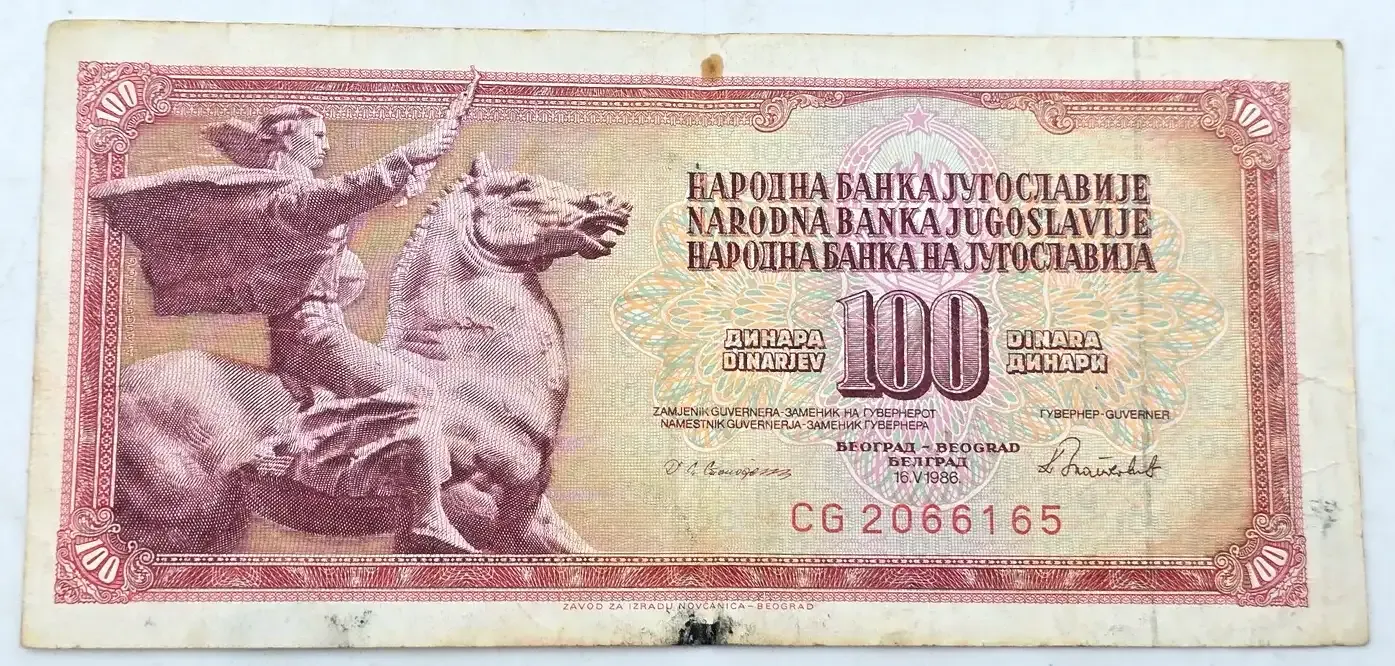 100
100
НАРОДНА БАНКА ЈУГОСЛАВИЈЕ
NARODNA BANKA JUGOSLAVIJE
НАРОДНА БАНКА НА ЈУГОСЛАВИЈА
ДИНАРА 100 DINARA
DINARJEV ДИНАРИ
ZAMJENIK GUVERNERA-ЗАМЕНИК НА ГУВЕРНЕРОТ ГУВЕРНЕР-GUVERNER
NAMESTNIK GUVERNERJA-ЗАМЕНИК ГУВЕРНЕРА
БЕОГРАД - BEOGRAD
БЕЛГРАД
16.V 1986.
CG 2066165
100
100
ZAVOD ZA IZRADU NOVČANICA-BEOGRAD